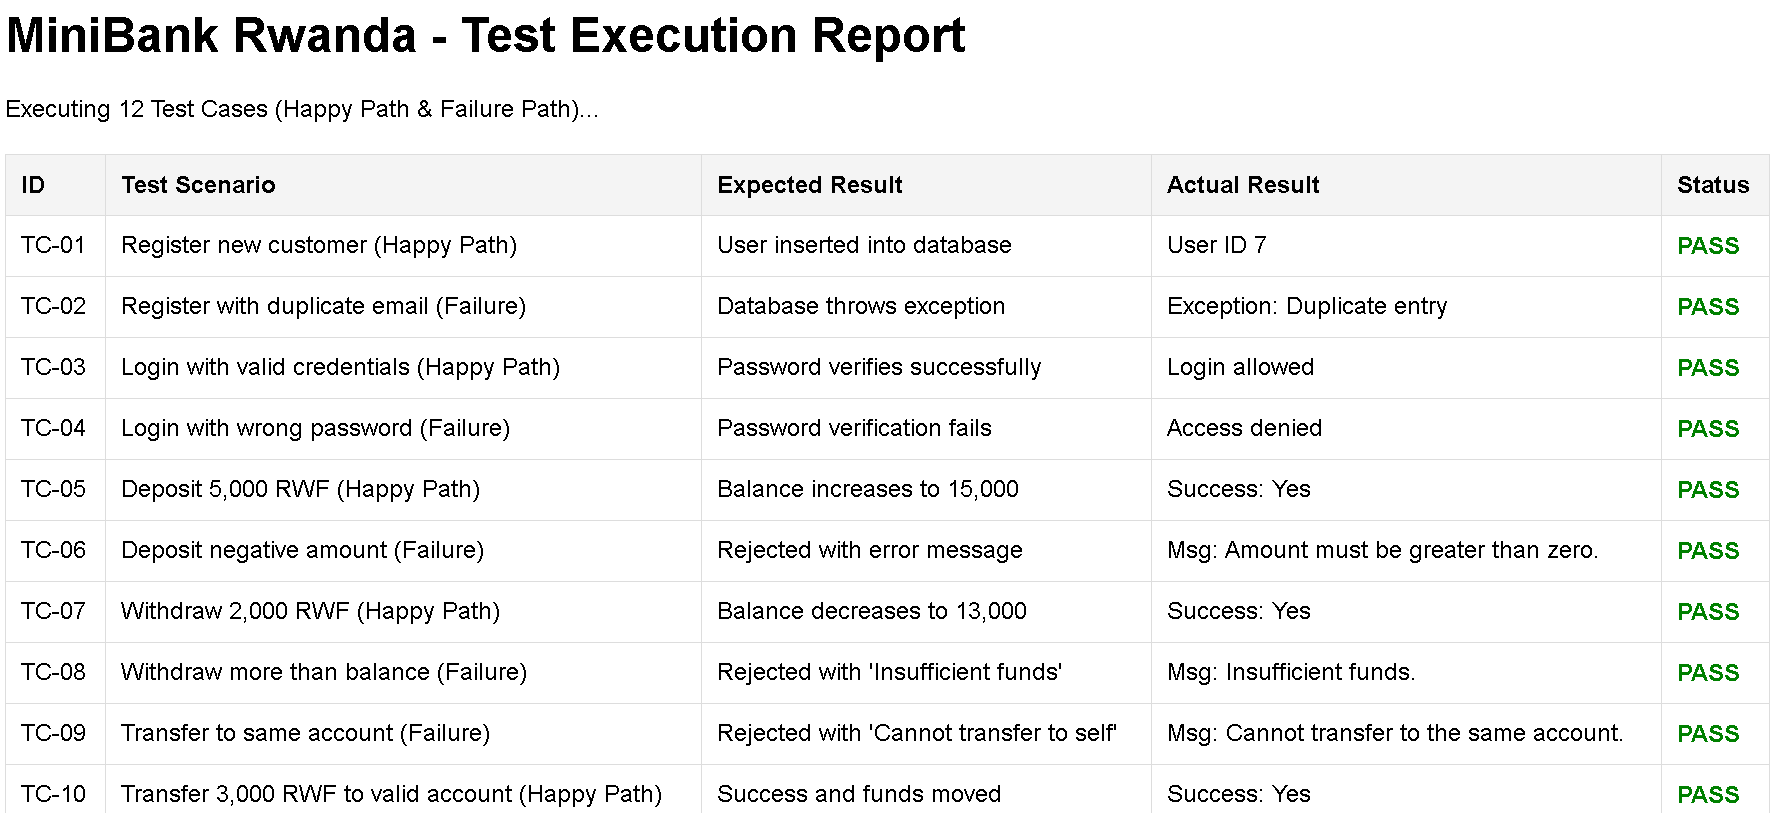 MiniBank Rwanda - Test Execution Report
Executing 12 Test Cases (Happy Path & Failure Path)...
ID Test Scenario Expected Result Actual Result Status
TC-01 Register new customer (Happy Path) User inserted into database User ID 7 PASS
TC-02 Register with duplicate email (Failure) Database throws exception Exception: Duplicate entry PASS
TC-03 Login with valid credentials (Happy Path) Password verifies successfully Login allowed PASS
TC-04 Login with wrong password (Failure) Password verification fails Access denied PASS
TC-05 Deposit 5,000 RWF (Happy Path) Balance increases to 15,000 Success: Yes PASS
TC-06 Deposit negative amount (Failure) Rejected with error message Msg: Amount must be greater than zero. PASS
TC-07 Withdraw 2,000 RWF (Happy Path) Balance decreases to 13,000 Success: Yes PASS
TC-08 Withdraw more than balance (Failure) Rejected with 'Insufficient funds' Msg: Insufficient funds. PASS
TC-09 Transfer to same account (Failure) Rejected with 'Cannot transfer to self' Msg: Cannot transfer to the same account. PASS
TC-10 Transfer 3,000 RWF to valid account (Happy Path) Success and funds moved Success: Yes PASS